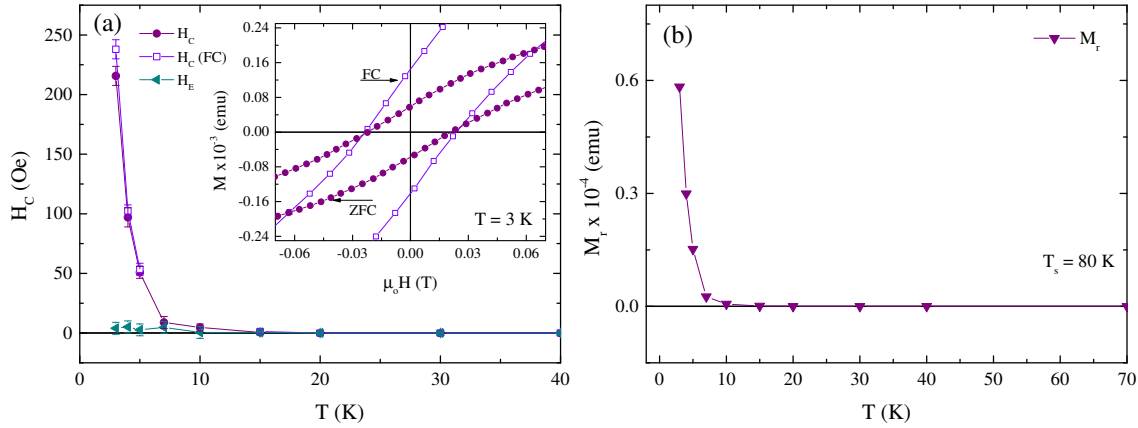 (a)
H_C
H_C (FC)
H_E
H_C (Oe)
250
200
150
100
50
0
0 10 20 30 40
T (K)
M x10^-3 (emu)
0.24
0.16
0.08
0.00
-0.08
-0.16
-0.24
FC
ZFC
T = 3 K
-0.06 -0.03 0.00 0.03 0.06
μ_oH (T)
(b)
M_r
M_r x 10^-4 (emu)
0.6
0.3
0.0
T_s = 80 K
0 10 20 30 40 50 60 70
T (K)